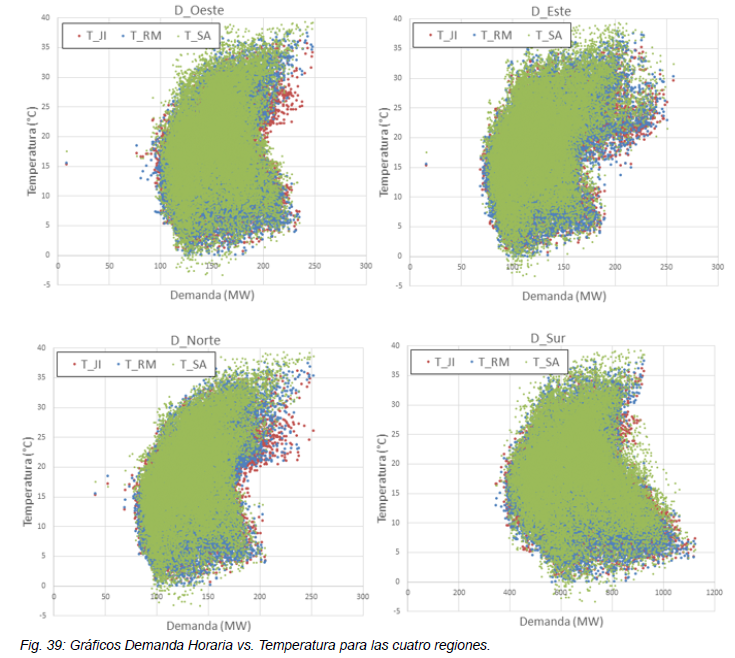 D_Oeste
T_JI T_RM T_SA
Temperatura (°C)
40
35
30
25
20
15
10
5
0
-5
0 50 100 150 200 250 300
Demanda (MW)
D_Este
T_JI T_RM T_SA
Temperatura (°C)
40
35
30
25
20
15
10
5
0
-5
0 50 100 150 200 250 300
Demanda (MW)
D_Norte
T_JI T_RM T_SA
Temperatura (°C)
40
35
30
25
20
15
10
5
0
-5
0 50 100 150 200 250 300
Demanda (MW)
D_Sur
T_JI T_RM T_SA
Temperatura (°C)
40
35
30
25
20
15
10
5
0
-5
0 200 400 600 800 1000 1200
Demanda (MW)
Fig. 39: Gráficos Demanda Horaria vs. Temperatura para las cuatro regiones.